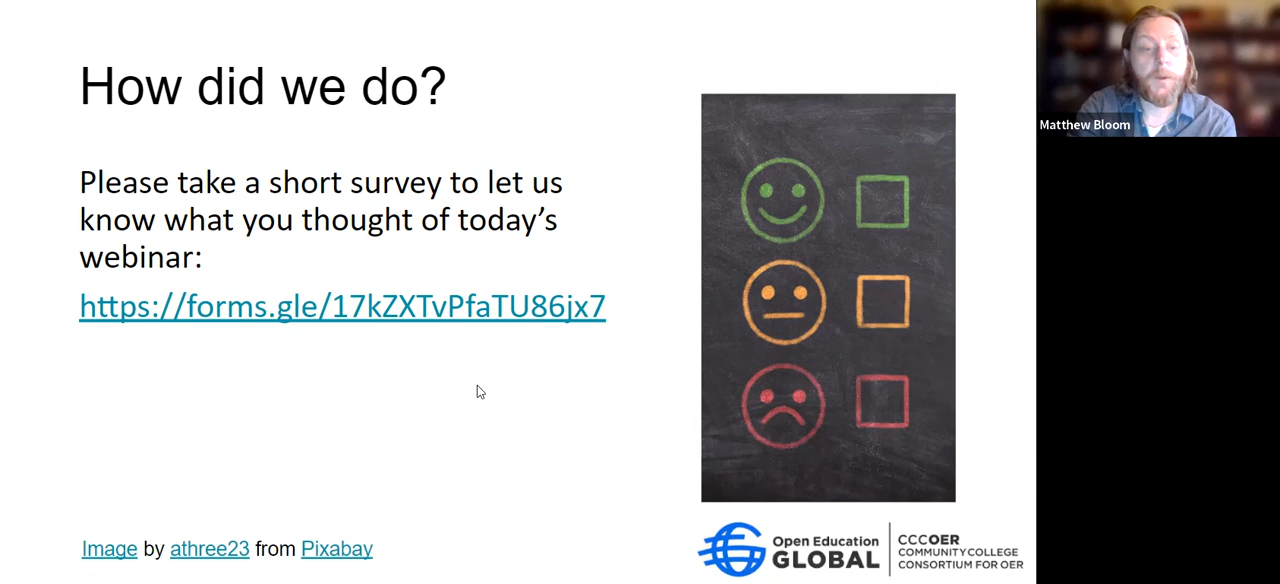 How did we do?
Please take a short survey to let us
know what you thought of today's
webinar:
https://forms.gle/17kZXTvPfaTU86jx7
Image by athree23 from Pixabay
Open Education
GLOBAL
CCCOER
COMMUNITY COLLEGE
CONSORTIUM FOR OER
Matthew Bloom